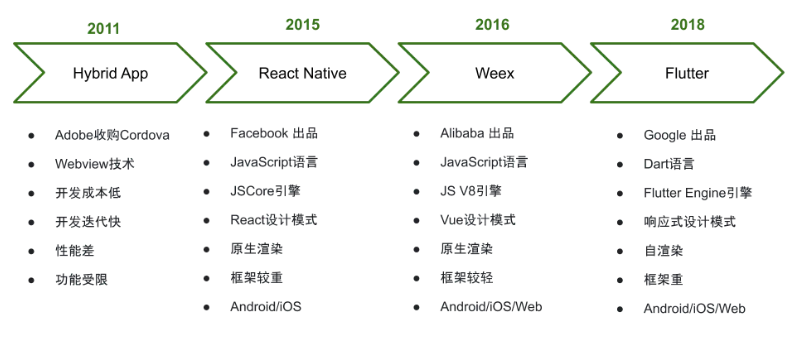 2011
Hybrid App
● Adobe收购Cordova
● Webview技术
● 开发成本低
● 开发迭代快
● 性能差
● 功能受限
2015
React Native
● Facebook 出品
● JavaScript语言
● JSCore引擎
● React设计模式
● 原生渲染
● 框架较重
● Android/iOS
2016
Weex
● Alibaba 出品
● JavaScript语言
● JS V8引擎
● Vue设计模式
● 原生渲染
● 框架较轻
● Android/iOS/Web
2018
Flutter
● Google 出品
● Dart语言
● Flutter Engine引擎
● 响应式设计模式
● 自渲染
● 框架重
● Android/iOS/Web